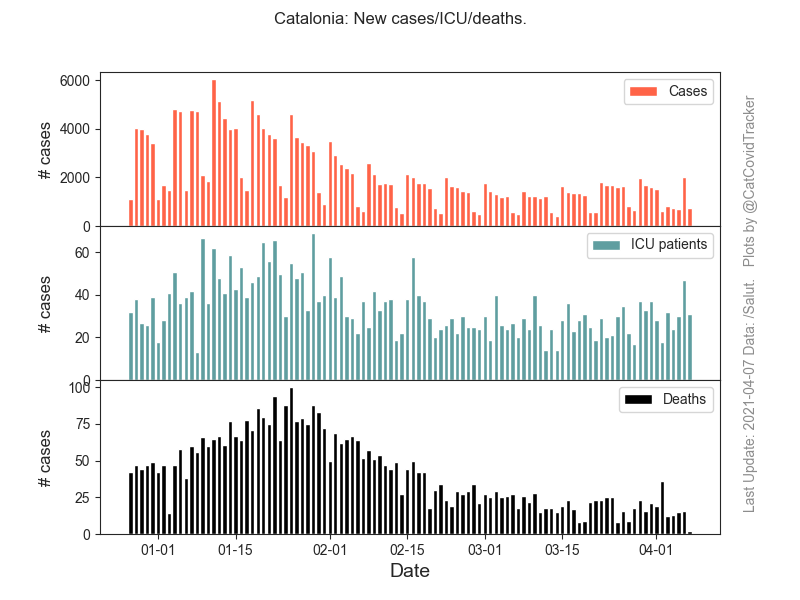 Catalonia: New cases/ICU/deaths.
6000
4000
2000
0
# cases
Cases
60
40
20
0
# cases
ICU patients
100
75
50
25
0
# cases
Deaths
01-01 01-15 02-01 02-15 03-01 03-15 04-01
Date
Last Update: 2021-04-07 Data: /Salut. Plots by @CatCovidTracker